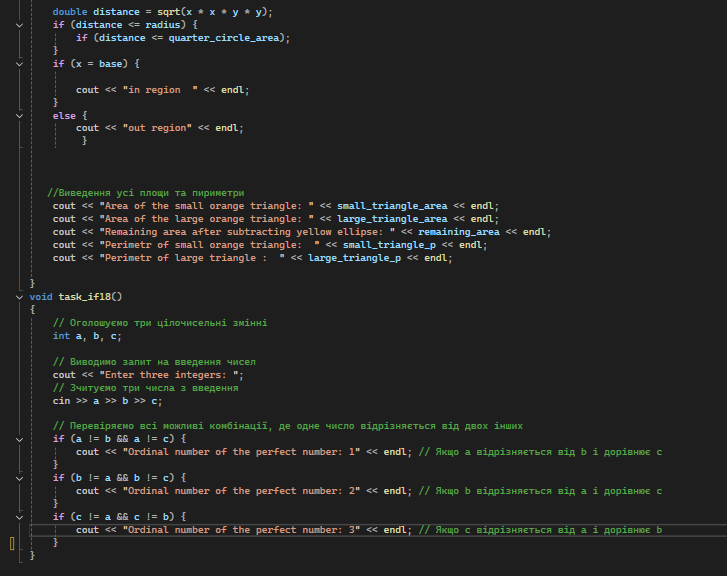 double distance = sqrt(x * x * y * y);
if (distance <= radius) {
if (distance <= quarter_circle_area);
}
if (x = base) {
cout << "in region  " << endl;
}
else {
cout << "out region" << endl;
}
//Виведення усі площи та пириметри
cout << "Area of the small orange triangle: " << small_triangle_area << endl;
cout << "Area of the large orange triangle: " << large_triangle_area << endl;
cout << "Remaining area after subtracting yellow ellipse: " << remaining_area << endl;
cout << "Perimetr of small orange triangle:  " << small_triangle_p << endl;
cout << "Perimetr of large triangle :  " << large_triangle_p << endl;
}
void task_if18()
{
// Оголошуємо три цілочисельні змінні
int a, b, c;
// Виводимо запит на введення чисел
cout << "Enter three integers: ";
// Зчитуємо три числа з введення
cin >> a >> b >> c;
// Перевіряємо всі можливі комбінації, де одне число відрізняється від двох інших
if (a != b && a != c) {
cout << "Ordinal number of the perfect number: 1" << endl; // Якщо a відрізняється від b і дорівнює c
}
if (b != a && b != c) {
cout << "Ordinal number of the perfect number: 2" << endl; // Якщо b відрізняється від a і дорівнює c
}
if (c != a && c != b) {
cout << "Ordinal number of the perfect number: 3" << endl; // Якщо c відрізняється від a і дорівнює b
}
}